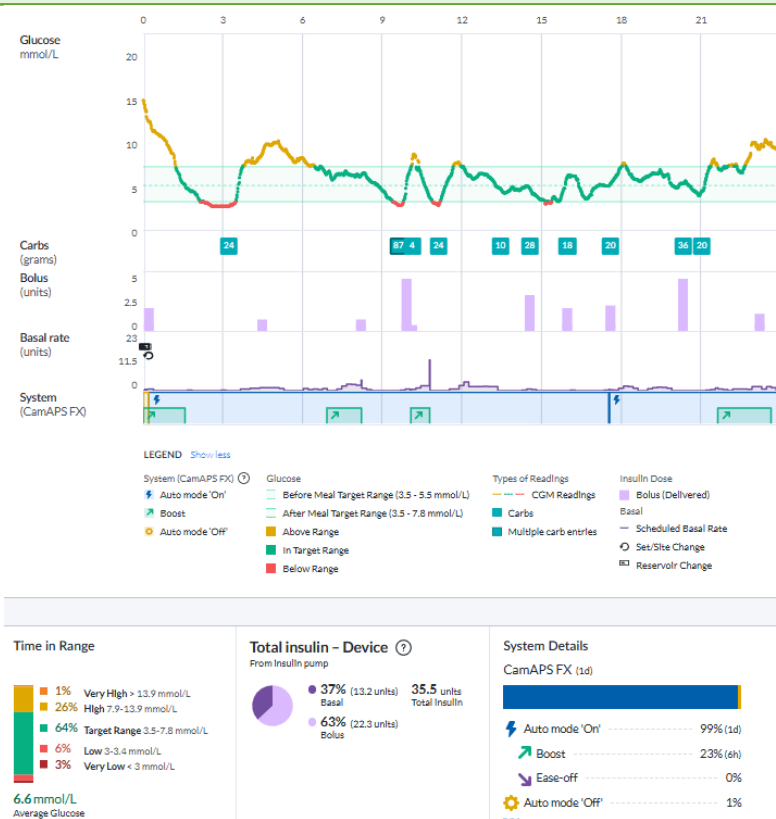 0 3 6 9 12 15 18 21
Glucose
mmol/L
20
15
10
5
0
Carbs
(grams)
24 87 4 24 10 28 18 20 36 20
Bolus
(units)
5
2.5
0
Basal rate
(units)
23
11.5
0
System
(CamAPS FX)
LEGEND Show less
System (CamAPS FX) ?
Auto mode 'On'
Boost
Auto mode 'Off'
Glucose
Before Meal Target Range (3.5 - 5.5 mmol/L)
After Meal Target Range (3.5 - 7.8 mmol/L)
Above Range
In Target Range
Below Range
Types of Readings
CGM Readings
Carbs
Multiple carb entries
Insulin Dose
Bolus (Delivered)
Basal
Scheduled Basal Rate
Set/Site Change
Reservoir Change
Time in Range
1% Very High > 13.9 mmol/L
26% High 7.9-13.9 mmol/L
64% Target Range 3.5-7.8 mmol/L
6% Low 3-3.4 mmol/L
3% Very Low < 3 mmol/L
6.6 mmol/L
Average Glucose
Total insulin – Device ?
From Insulin pump
37% (13.2 units)
Basal
63% (22.3 units)
Bolus
35.5 units
Total Insulin
System Details
CamAPS FX (1d)
Auto mode 'On' 99% (1d)
Boost 23% (6h)
Ease-off 0%
Auto mode 'Off' 1%